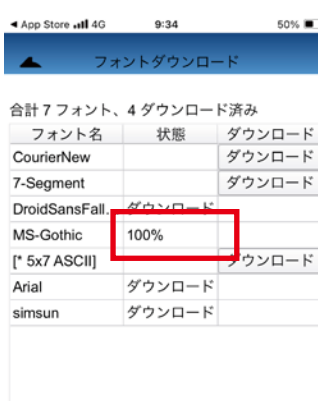 ◀ App Store 4G 9:34 50%
フォントダウンロード
合計 7 フォント、4 ダウンロード済み
フォント名 状態 ダウンロード
CourierNew ダウンロード
7-Segment ダウンロード
DroidSansFall. ダウンロード
MS-Gothic 100%
[* 5x7 ASCII] ダウンロード
Arial ダウンロード
simsun ダウンロード